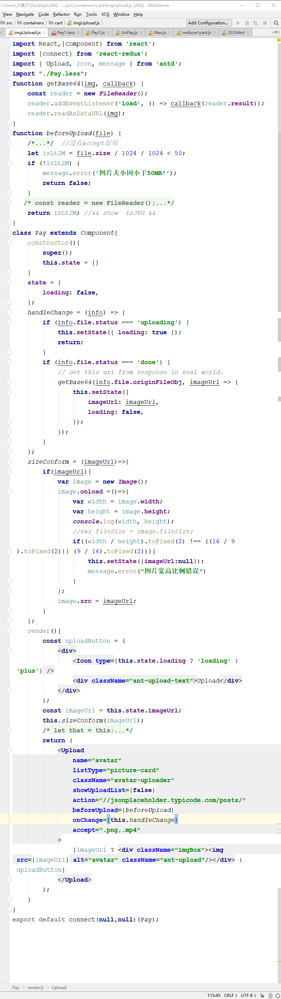 C:\Users\大傻子\Desktop\zfkt] - ...\src\containers\cart\imgUpload.js [zfkt] - WebStorm
View Navigate Code Refactor Run Tools VCS Window Help
src containers cart imgUpload.js Add Configuration...
imgUpload.js Pay1.less Pay1.js UnPay.js Nav.js reducer\cart.js 333.html
import React,{Component} from 'react';
import {connect} from 'react-redux';
import { Upload, Icon, message } from 'antd';
import "./Pay.less";
function getBase64(img, callback) {
    const reader = new FileReader();
    reader.addEventListener('load', () => callback(reader.result));
    reader.readAsDataURL(img);
}
function beforeUpload(file) {
    /*...*/  //没有accept好用
    let isLt2M = file.size / 1024 / 1024 < 50;
    if (!isLt2M) {
        message.error('图片大小因小于50MB!');
        return false;
    }
   /* const reader = new FileReader();...*/
    return isLt2M; //&& show  isJPG &&
}
class Pay extends Component{
    constructor(){
        super();
        this.state = {}
    }
    state = {
        loading: false,
    };
    handleChange = (info) => {
        if (info.file.status === 'uploading') {
            this.setState({ loading: true });
            return;
        }
        if (info.file.status === 'done') {
            // Get this url from response in real world.
            getBase64(info.file.originFileObj, imageUrl => {
                this.setState({
                    imageUrl: imageUrl,
                    loading: false,
                });
            });
        }
    };
    sizeConform = (imageUrl)=>{
        if(imageUrl){
            var image = new Image();
            image.onload =()=>{
                var width = image.width;
                var height = image.height;
                console.log(width, height);
                //var fileSize = image.fileSize;
                if((width / height).toFixed(2) !== ((16 / 9
).toFixed(2)|| (9 / 16).toFixed(2))){
                    this.setState({imageUrl:null});
                    message.error("图片宽高比例错误")
                }
            };
            image.src = imageUrl;
        }
    };
    render(){
        const uploadButton = (
            <div>
                <Icon type={this.state.loading ? 'loading' :
'plus'} />
                <div className="ant-upload-text">Upload</div>
            </div>
        );
        const imageUrl = this.state.imageUrl;
        this.sizeConform(imageUrl);
        /* let that = this;...*/
        return (
            <Upload
                name="avatar"
                listType="picture-card"
                className="avatar-uploader"
                showUploadList={false}
                action="//jsonplaceholder.typicode.com/posts/"
                beforeUpload={beforeUpload}
                onChange={this.handleChange}
                accept=".png,.mp4"
            >
                {imageUrl ? <div className="imgBox"><img
src={imageUrl} alt="avatar" className="ant-upload"/></div> :
uploadButton}
            </Upload>
        );
    }
}
export default connect(null,null)(Pay);
Pay render() Upload
115:45 CRLF UTF-8